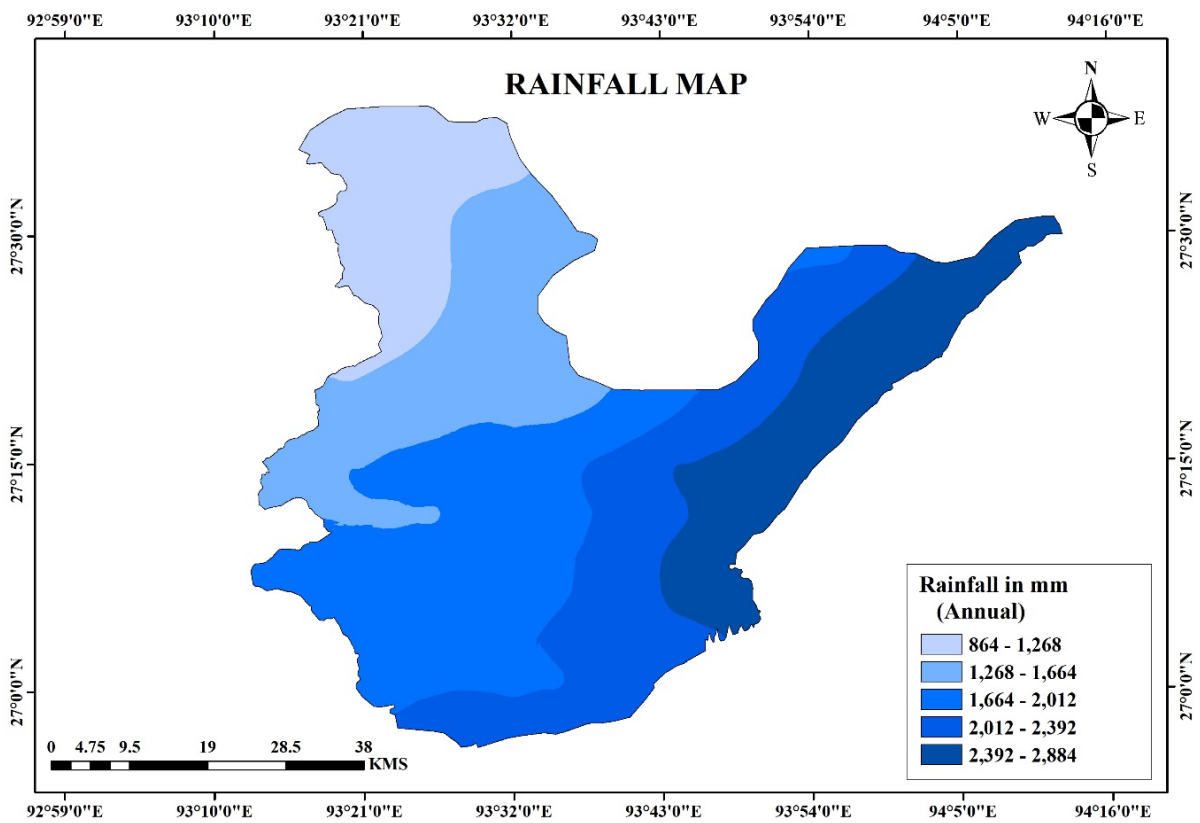 92°59'0"E 93°10'0"E 93°21'0"E 93°32'0"E 93°43'0"E 93°54'0"E 94°5'0"E 94°16'0"E
RAINFALL MAP
N
W E
S
27°30'0"N 27°30'0"N
27°15'0"N 27°15'0"N
27°0'0"N 27°0'0"N
Rainfall in mm
(Annual)
864 - 1,268
1,268 - 1,664
1,664 - 2,012
2,012 - 2,392
2,392 - 2,884
0 4.75 9.5 19 28.5 38
KMS
92°59'0"E 93°10'0"E 93°21'0"E 93°32'0"E 93°43'0"E 93°54'0"E 94°5'0"E 94°16'0"E